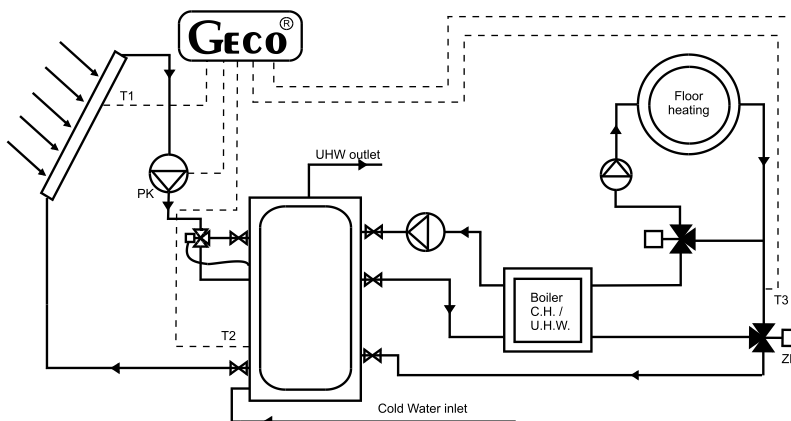 GECO®
T1
Floor
heating
UHW outlet
PK
T3
Boiler
C.H. /
U.H.W.
T2
Cold Water inlet